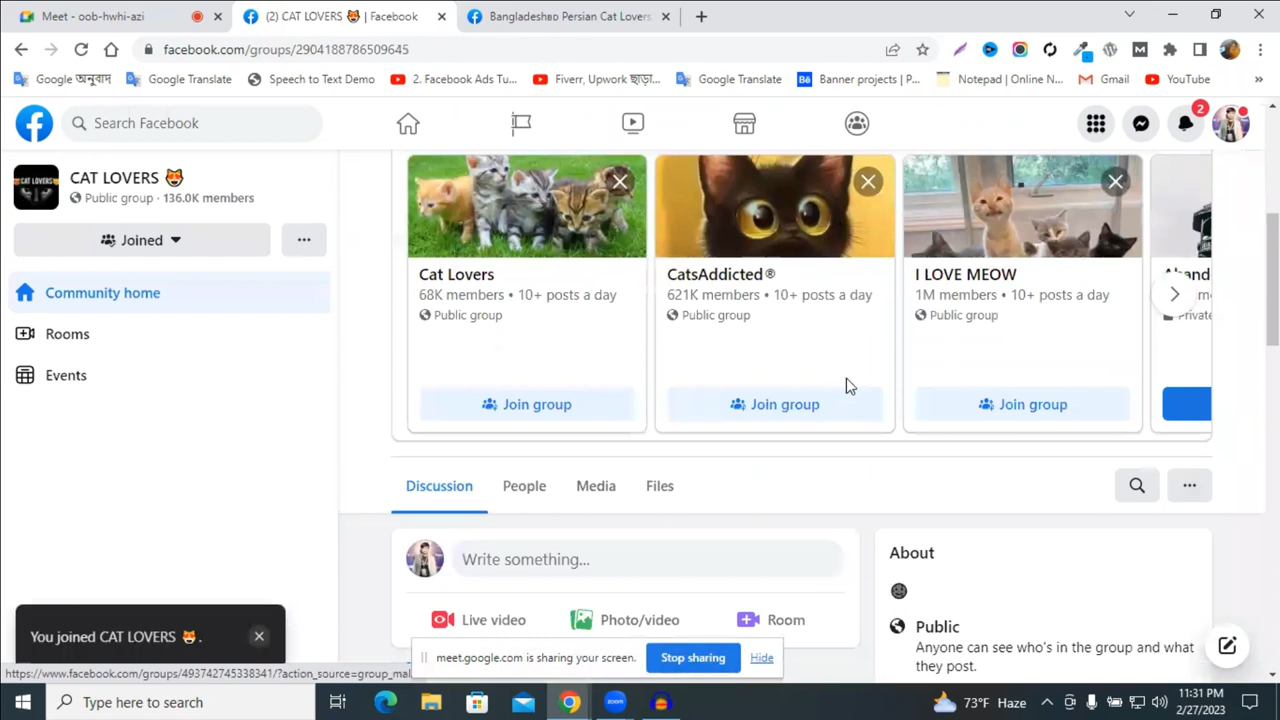 Meet - oob-hwhi-azi
(2) CAT LOVERS 😻 | Facebook
Bangladeshво Persian Cat Lovers
facebook.com/groups/2904188786509645
Google অনুবাদ
Google Translate
Speech to Text Demo
2. Facebook Ads Tu...
Fiverr, Upwork ছাড়া...
Google Translate
Banner projects | P...
Notepad | Online N...
Gmail
YouTube
Search Facebook
2
CAT LOVERS 😻
Public group · 136.0K members
Joined
Community home
Rooms
Events
CAT LOVERS
Cat Lovers
68K members • 10+ posts a day
Public group
Join group
CatsAddicted®
621K members • 10+ posts a day
Public group
Join group
I LOVE MEOW
1M members • 10+ posts a day
Public group
Join group
Discussion
People
Media
Files
Write something...
Live video
Photo/video
Room
About
Public
Anyone can see who's in the group and what
they post.
You joined CAT LOVERS 😻.
meet.google.com is sharing your screen.
Stop sharing
Hide
https://www.facebook.com/groups/493742745338341/?action_source=group_mal
Type here to search
zoom
73°F Haze
11:31 PM
2/27/2023